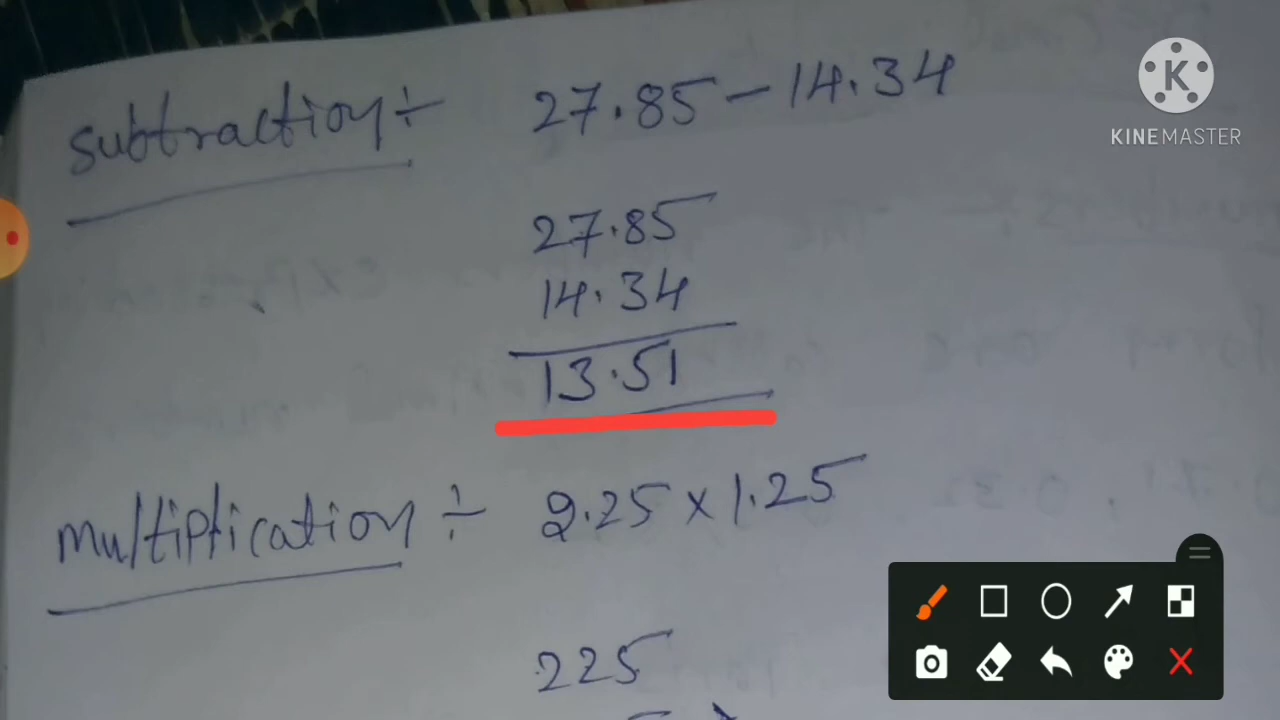 subtraction÷ 27.85-14.34
27.85
14.34
13.51
multiplication÷ 2.25×1.25
225
KINEMASTER